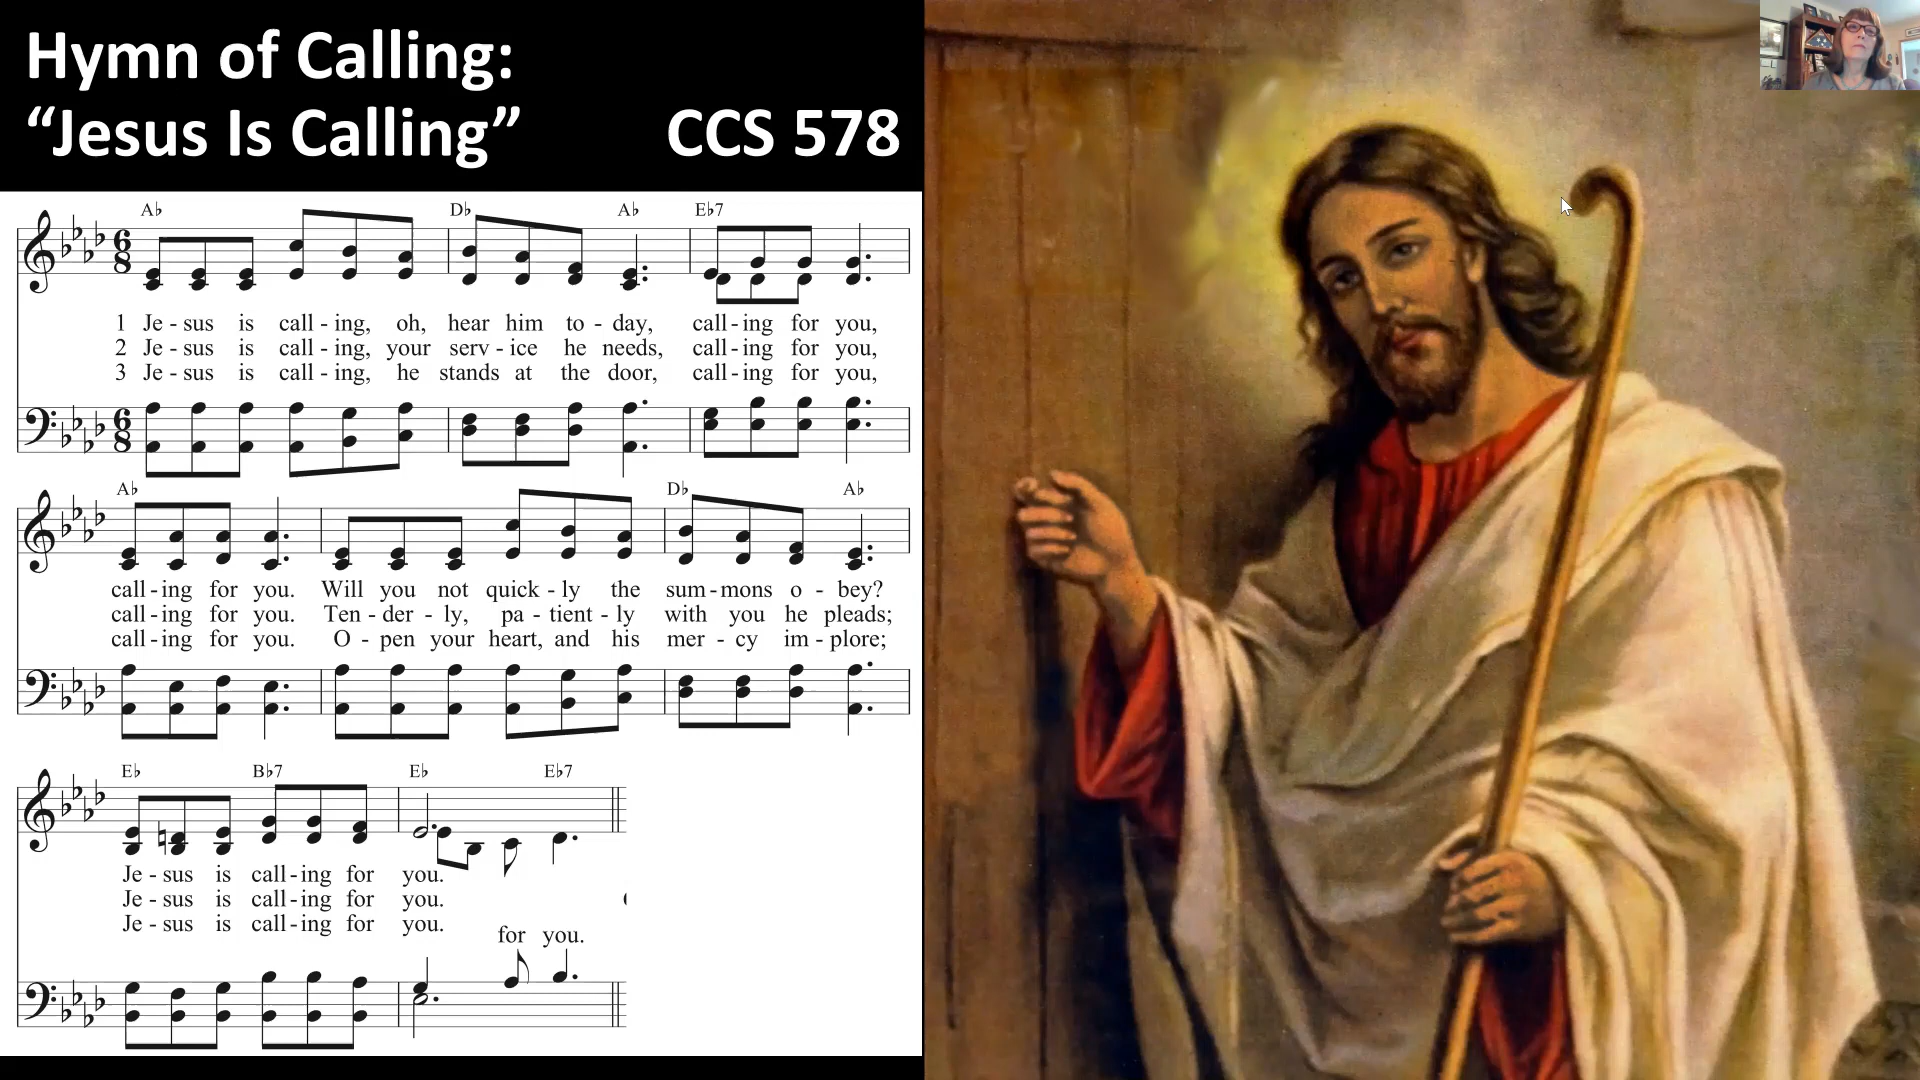 Hymn of Calling:
“Jesus Is Calling” CCS 578
A♭ D♭ A♭ E♭7
1 Je - sus is call - ing, oh, hear him to - day, call - ing for you,
2 Je - sus is call - ing, your serv - ice he needs, call - ing for you,
3 Je - sus is call - ing, he stands at the door, call - ing for you,
A♭ D♭ A♭
call - ing for you. Will you not quick - ly the sum - mons o - bey?
call - ing for you. Ten - der - ly, pa - tient - ly with you he pleads;
call - ing for you. O - pen your heart, and his mer - cy im - plore;
E♭ B♭7 E♭ E♭7
Je - sus is call - ing for you.
Je - sus is call - ing for you.
Je - sus is call - ing for you.
for you.